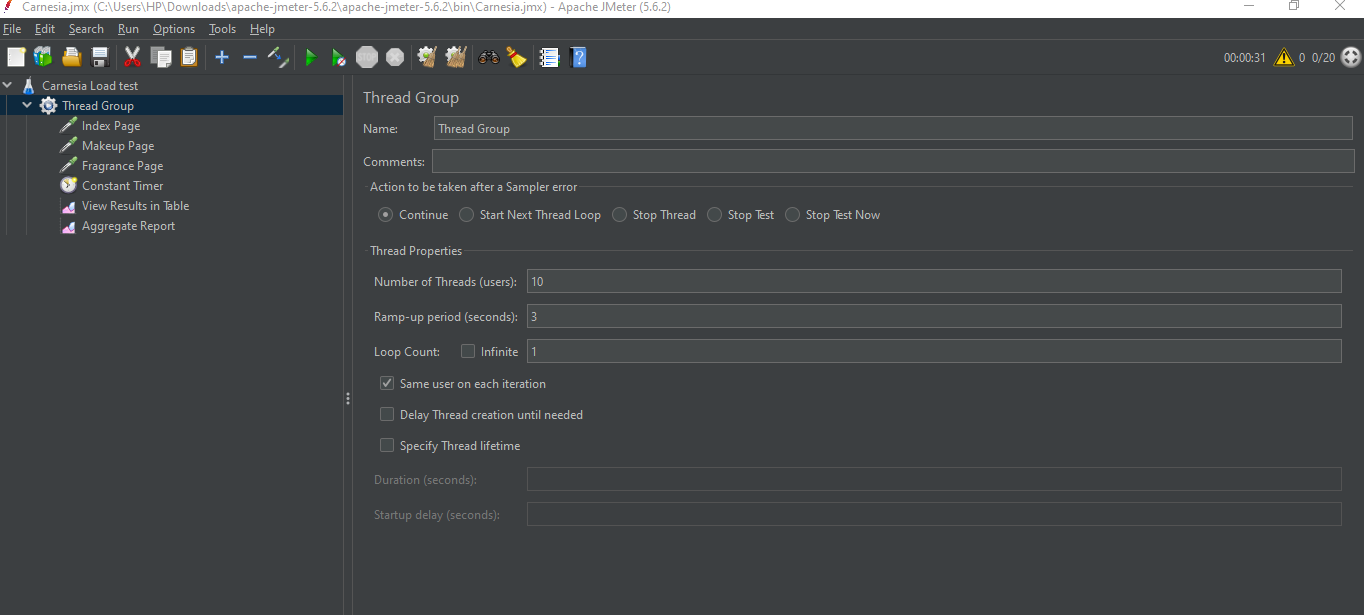 Carnesia.jmx (C:\Users\HP\Downloads\apache-jmeter-5.6.2\apache-jmeter-5.6.2\bin\Carnesia.jmx) - Apache JMeter (5.6.2)
File Edit Search Run Options Tools Help
STOP 00:00:31 0 0/20
Carnesia Load test
Thread Group
Index Page
Makeup Page
Fragrance Page
Constant Timer
View Results in Table
Aggregate Report
Thread Group
Name: Thread Group
Comments:
Action to be taken after a Sampler error
Continue Start Next Thread Loop Stop Thread Stop Test Stop Test Now
Thread Properties
Number of Threads (users): 10
Ramp-up period (seconds): 3
Loop Count: Infinite 1
Same user on each iteration
Delay Thread creation until needed
Specify Thread lifetime
Duration (seconds):
Startup delay (seconds):